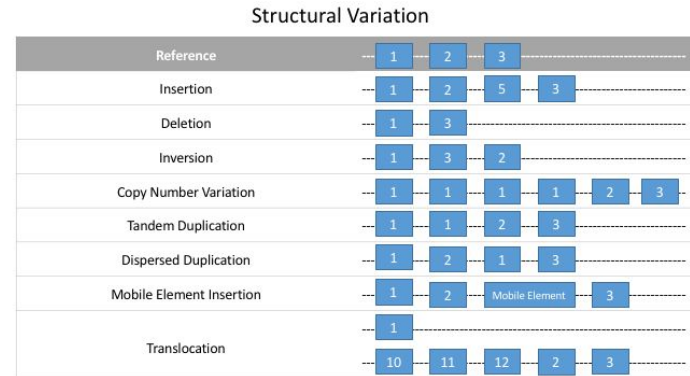 Structural Variation
Reference 1 2 3
Insertion 1 2 5 3
Deletion 1 3
Inversion 1 3 2
Copy Number Variation 1 1 1 1 2 3
Tandem Duplication 1 1 2 3
Dispersed Duplication 1 2 1 3
Mobile Element Insertion 1 2 Mobile Element 3
1
Translocation
10 11 12 2 3